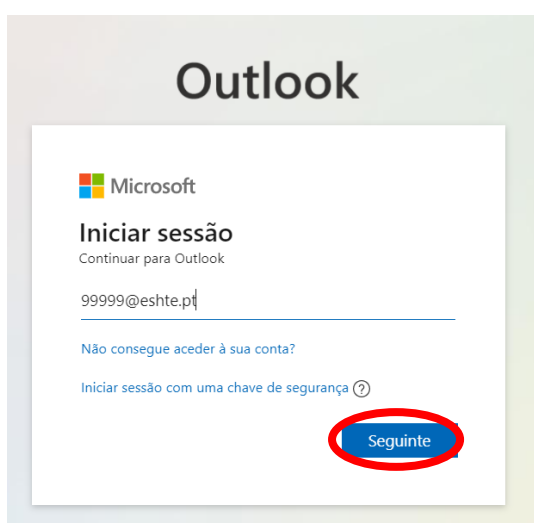 Outlook
Microsoft
Iniciar sessão
Continuar para Outlook
99999@eshte.pt
Não consegue aceder à sua conta?
Iniciar sessão com uma chave de segurança ?
Seguinte